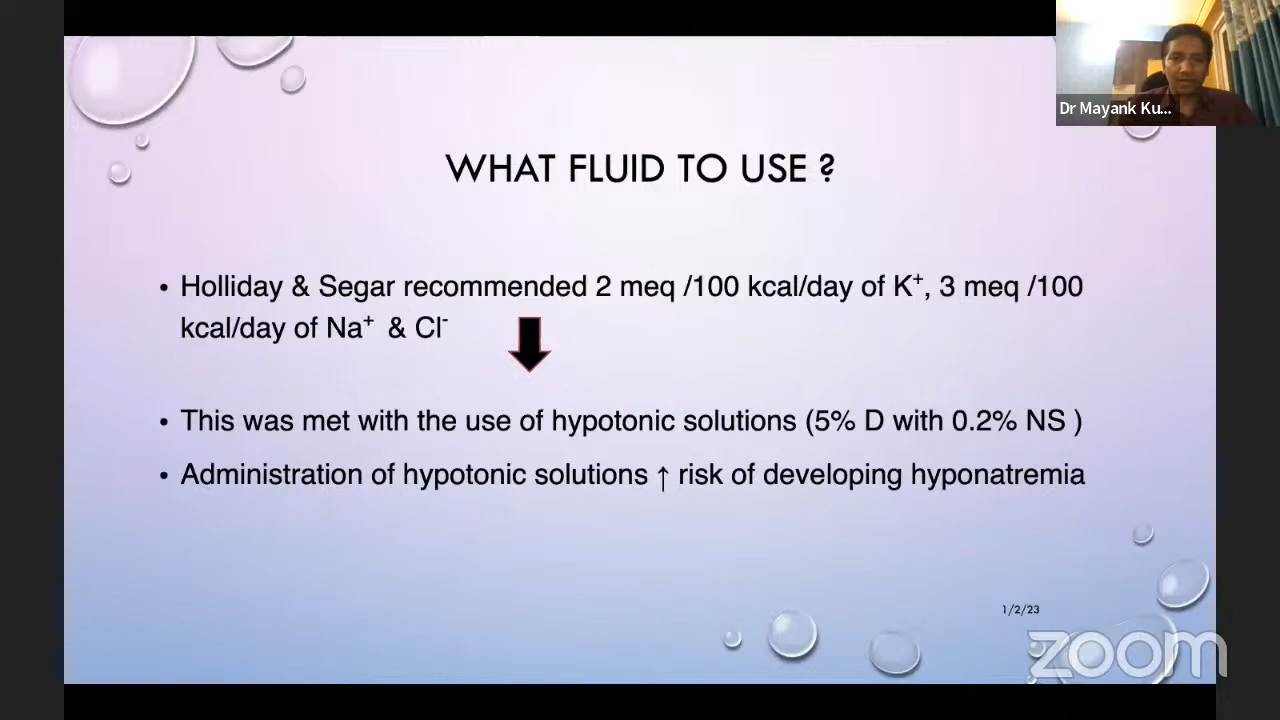 Dr Mayank Ku...
WHAT FLUID TO USE ?
• Holliday & Segar recommended 2 meq /100 kcal/day of K⁺, 3 meq /100
kcal/day of Na⁺ & Cl⁻
• This was met with the use of hypotonic solutions (5% D with 0.2% NS )
• Administration of hypotonic solutions ↑ risk of developing hyponatremia
1/2/23
zoom